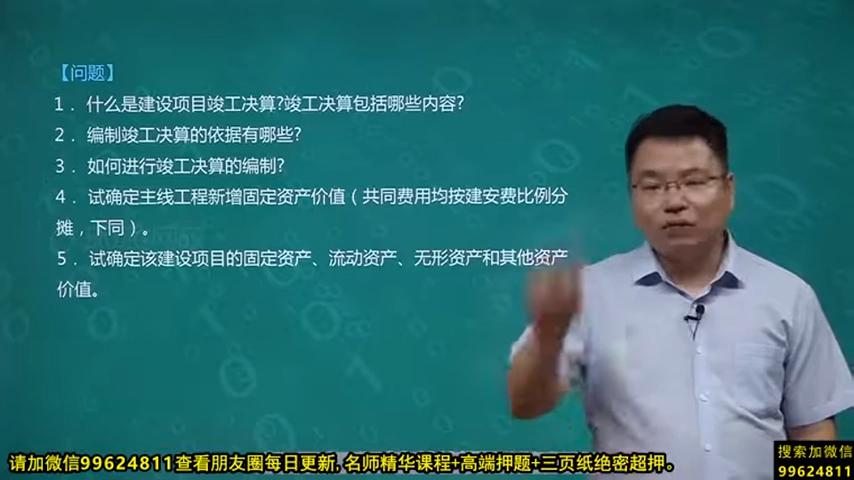 【问题】
1． 什么是建设项目竣工决算?竣工决算包括哪些内容?
2． 编制竣工决算的依据有哪些?
3． 如何进行竣工决算的编制?
4． 试确定主线工程新增固定资产价值（共同费用均按建安费比例分
摊，下同）。
5． 试确定该建设项目的固定资产、流动资产、无形资产和其他资产
价值。
请加微信99624811查看朋友圈每日更新,名师精华课程+高端押题+三页纸绝密超押。
搜索加微信
99624811